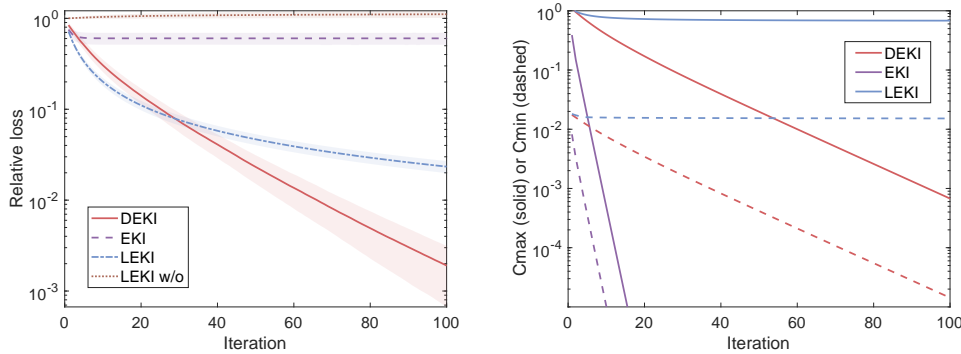 10^0
10^-1
10^-2
10^-3
Relative loss
DEKI
EKI
LEKI
LEKI w/o
0 20 40 60 80 100
Iteration
10^0
10^-1
10^-2
10^-3
10^-4
Cmax (solid) or Cmin (dashed)
DEKI
EKI
LEKI
0 20 40 60 80 100
Iteration